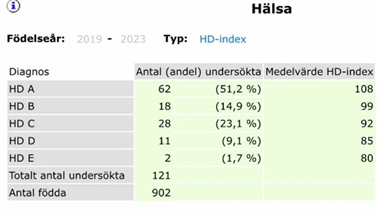 Hälsa
Födelseår: 2019 - 2023 Typ: HD-index
Diagnos Antal (andel) undersökta Medelvärde HD-index
HD A 62 (51,2 %) 108
HD B 18 (14,9 %) 99
HD C 28 (23,1 %) 92
HD D 11 (9,1 %) 85
HD E 2 (1,7 %) 80
Totalt antal undersökta 121
Antal födda 902